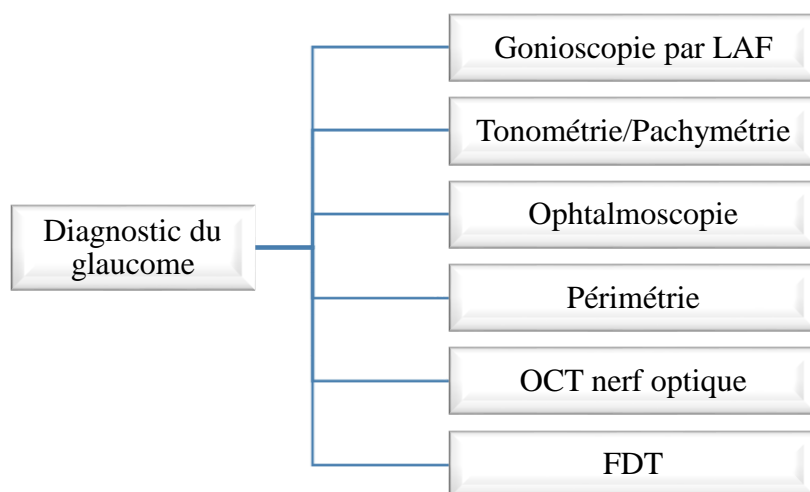 Gonioscopie par LAF
Tonométrie/Pachymétrie
Ophtalmoscopie
Diagnostic du
glaucome
Périmétrie
OCT nerf optique
FDT